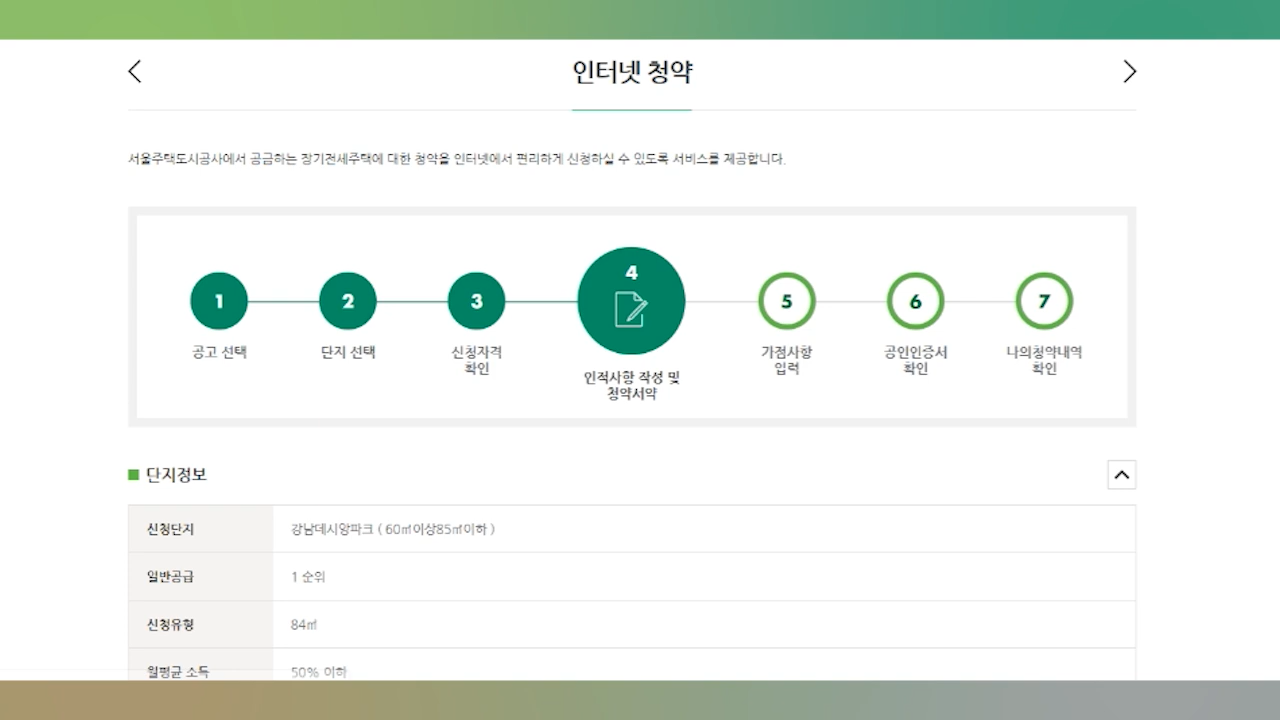 인터넷 청약
서울주택도시공사에서 공급하는 장기전세주택에 대한 청약을 인터넷에서 편리하게 신청하실 수 있도록 서비스를 제공합니다.
1
2
3
4
5
6
7
공고 선택
단지 선택
신청자격
확인
인적사항 작성 및
청약서약
가점사항
입력
공인인증서
확인
나의청약내역
확인
단지정보
신청단지 강남데시앙파크 ( 60㎡이상85㎡이하 )
일반공급 1 순위
신청유형 84㎡
월평균 소득 50% 이하